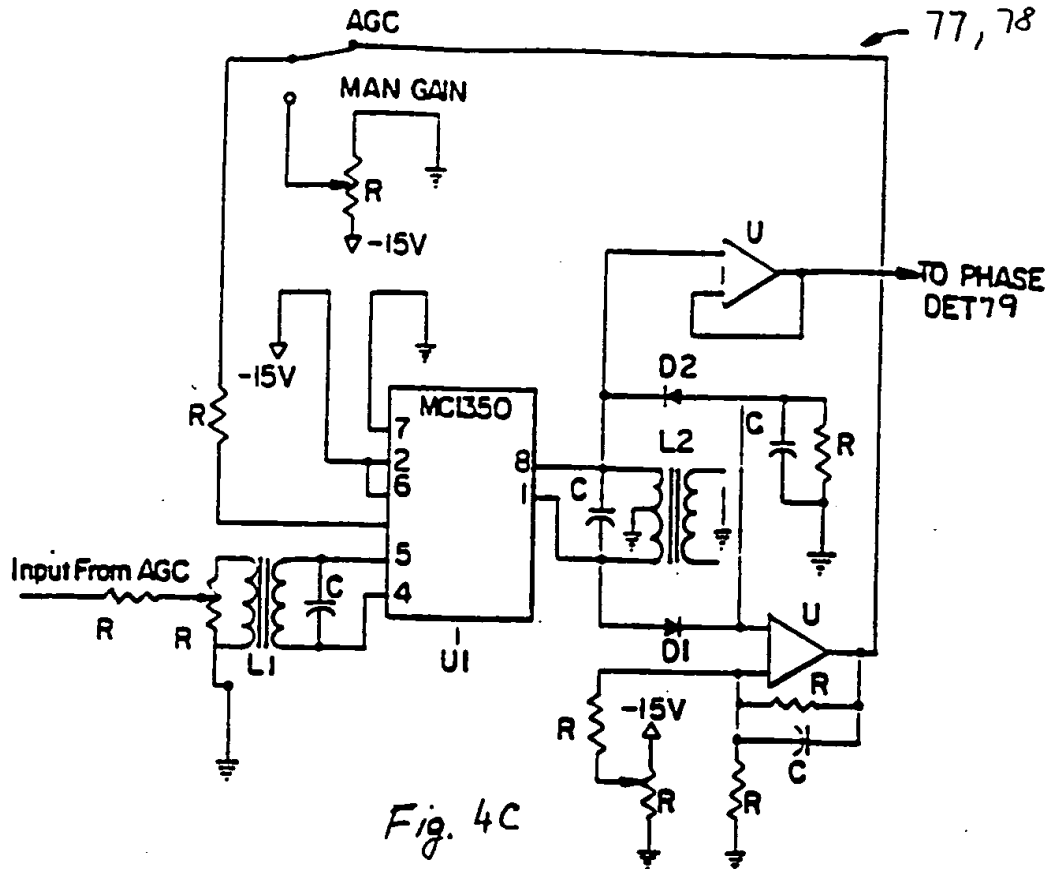 AGC
77, 78
MAN GAIN
R
-15V
U
TO PHASE
DET79
-15V
D2
R
MC1350
C
R
7
L2
2
8
6
C
1
5
Input From AGC
C
4
U
R
R
L1
U1
D1
R
-15V
R
C
R
R
Fig. 4C